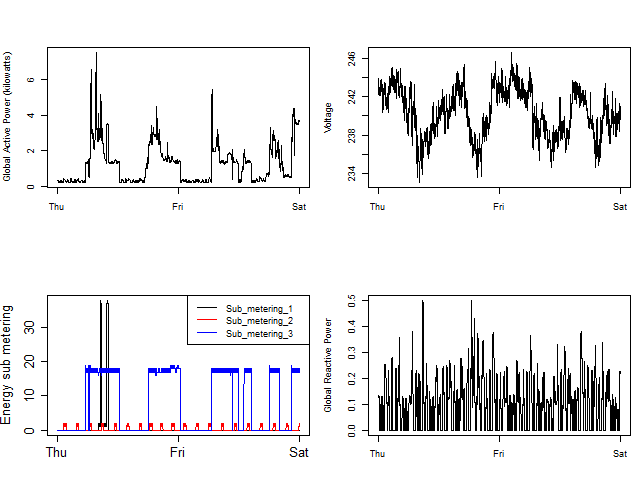 Global Active Power (kilowatts)
0 2 4 6
Thu Fri Sat
Voltage
234 238 242 246
Thu Fri Sat
Energy sub metering
0 10 20 30
Sub_metering_1
Sub_metering_2
Sub_metering_3
Thu Fri Sat
Global Reactive Power
0.0 0.1 0.2 0.3 0.4 0.5
Thu Fri Sat